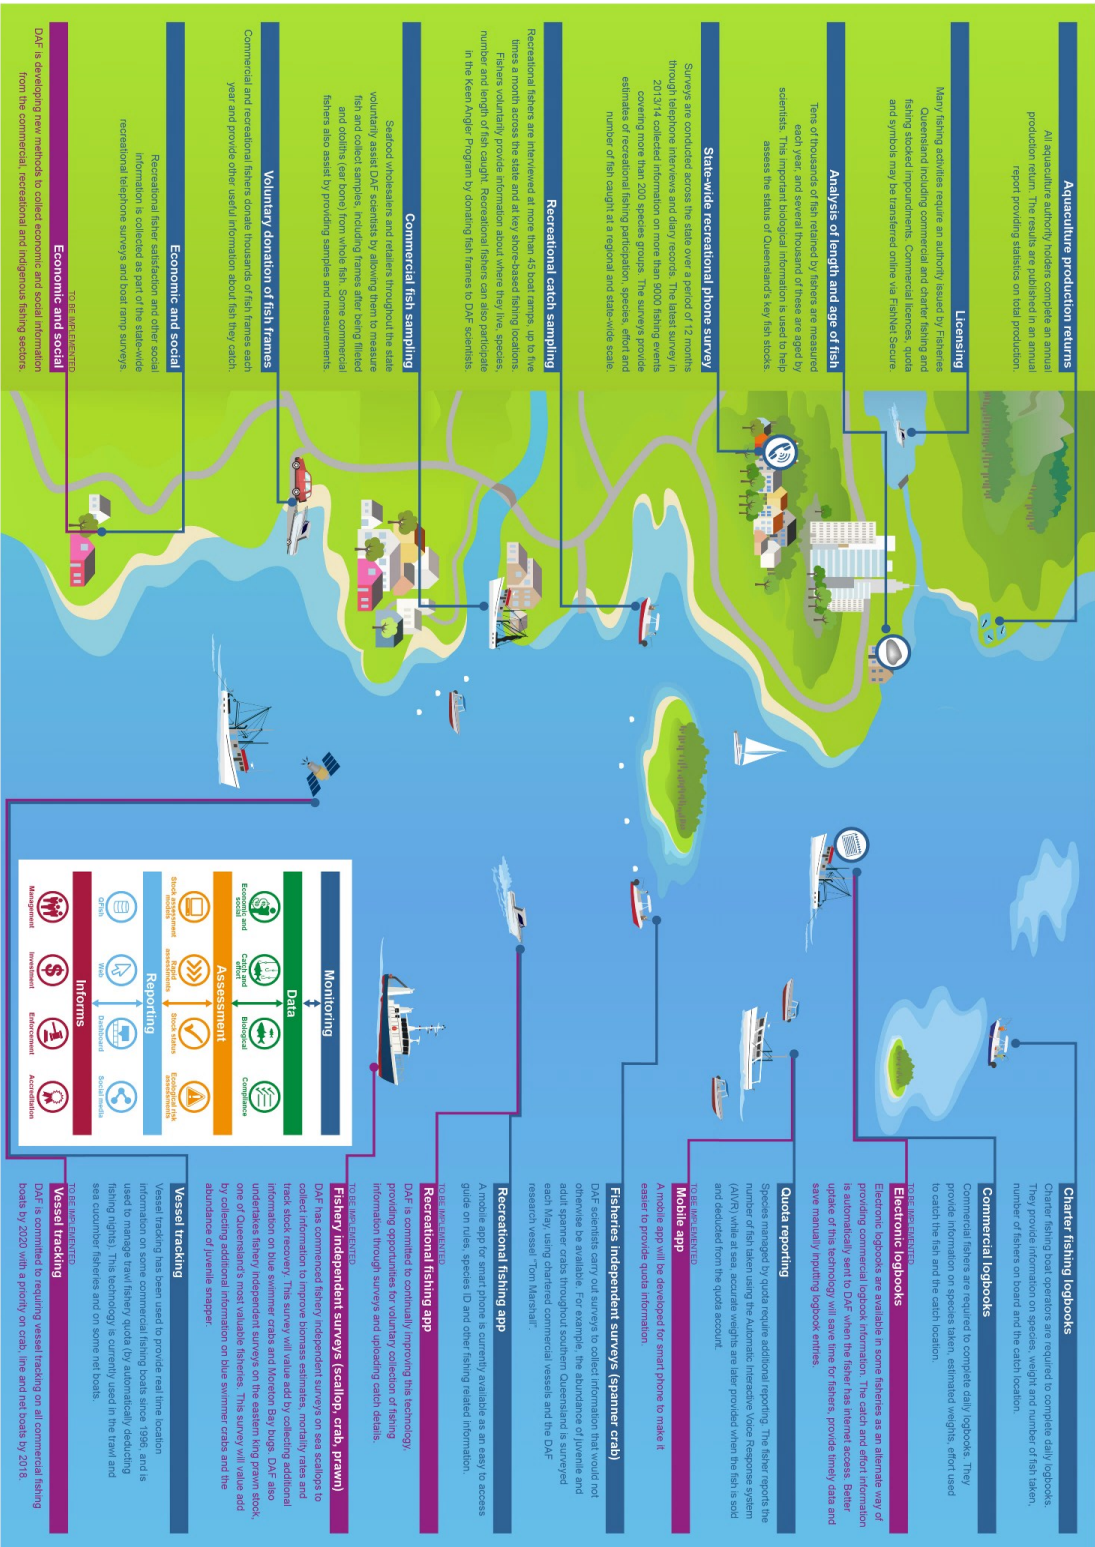 Aquaculture production returns
All aquaculture authority holders complete an annual
production return. The results are published in an annual
report providing statistics on total production.
Licensing
Many fishing activities require an authority issued by Fisheries
Queensland including commercial and charter fishing and
fishing stocked impoundments. Commercial licences, quota
and symbols may be transferred online via FishNet Secure.
Analysis of length and age of fish
Tens of thousands of fish retained by fishers are measured
each year, and several thousand of these are aged by
scientists. This important biological information is used to help
assess the status of Queensland's key fish stocks.
State-wide recreational phone survey
Surveys are conducted across the state over a period of 12 months
through telephone interviews and diary records. The latest survey in
2013/14 collected information on more than 9000 fishing events
covering more than 200 species groups. The surveys provide
estimates of recreational fishing participation, species, effort and
number of fish caught at a regional and state-wide scale.
Recreational catch sampling
Recreational fishers are interviewed at more than 45 boat ramps, up to five
times a month across the state and at key shore-based fishing locations.
Fishers voluntarily provide information about where they live, species,
number and length of fish caught. Recreational fishers can also participate
in the Keen Angler Program by donating fish frames to DAF scientists.
Commercial fish sampling
Seafood wholesalers and retailers throughout the state
voluntarily assist DAF scientists by allowing them to measure
fish and collect samples, including frames after being filleted
and otoliths (ear bone) from whole fish. Some commercial
fishers also assist by providing samples and measurements.
Voluntary donation of fish frames
Commercial and recreational fishers donate thousands of fish frames each
year and provide other useful information about fish they catch.
Economic and social
Recreational fisher satisfaction and other social
information is collected as part of the state-wide
recreational telephone surveys and boat ramp surveys.
TO BE IMPLEMENTED
Economic and social
DAF is developing new methods to collect economic and social information
from the commercial, recreational and indigenous fishing sectors.
Charter fishing logbooks
Charter fishing boat operators are required to complete daily logbooks.
They provide information on species, weight and number of fish taken,
number of fishers on board and the catch location.
Commercial logbooks
Commercial fishers are required to complete daily logbooks. They
provide information on species taken, estimated weights, effort used
to catch the fish and the catch location.
TO BE IMPLEMENTED
Electronic logbooks
Electronic logbooks are available in some fisheries as an alternate way of
providing commercial logbook information. The catch and effort information
is automatically sent to DAF when the fisher has internet access. Better
uptake of this technology will save time for fishers, provide timely data and
save manually inputting logbook entries.
Quota reporting
Species managed by quota require additional reporting. The fisher reports the
number of fish taken using the Automatic Interactive Voice Response system
(AIVR) while at sea, accurate weights are later provided when the fish is sold
and deducted from the quota account.
TO BE IMPLEMENTED
Mobile app
A mobile app will be developed for smart phone to make it
easier to provide quota information.
Fisheries independent surveys (spanner crab)
DAF scientists carry out surveys to collect information that would not
otherwise be available. For example, the abundance of juvenile and
adult spanner crabs throughout southern Queensland is surveyed
each May, using chartered commercial vessels and the DAF
research vessel "Tom Marshall".
Recreational fishing app
A mobile app for smart phone is currently available as an easy to access
guide on rules, species ID and other fishing related information.
TO BE IMPLEMENTED
Recreational fishing app
DAF is committed to continually improving this technology,
providing opportunities for voluntary collection of fishing
information through surveys and uploading catch details.
TO BE IMPLEMENTED
Fishery independent surveys (scallop, crab, prawn)
DAF has commenced fishery independent surveys on sea scallops to
collect information to improve biomass estimates, mortality rates and
track stock recovery. This survey will value add by collecting additional
information on blue swimmer crabs and Moreton Bay bugs. DAF also
undertakes fishery independent surveys on the eastern king prawn stock,
one of Queensland's most valuable fisheries. This survey will value add
by collecting additional information on blue swimmer crabs and the
abundance of juvenile snapper.
Vessel tracking
Vessel tracking has been used to provide real time location
information on some commercial fishing boats since 1996, and is
used to manage trawl fishery quota (by automatically deducting
fishing nights). This technology is currently used in the trawl and
sea cucumber fisheries and on some net boats.
TO BE IMPLEMENTED
Vessel tracking
DAF is committed to requiring vessel tracking on all commercial fishing
boats by 2020 with a priority on crab, line and net boats by 2018.
Monitoring
Data
Economic and
social
Catch and
effort
Biological
Compliance
Assessment
Stock assessment
models
Rapid
assessments
Stock status
Ecological risk
assessments
Reporting
QFish
Web
Dashboard
Social media
Informs
Management
Investment
Enforcement
Accreditation